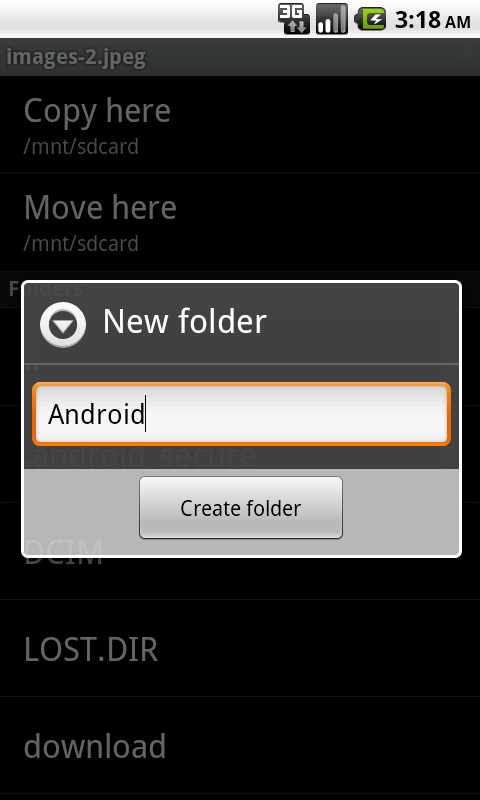 3G 3:18 AM
images-2.jpeg
Copy here
/mnt/sdcard
Move here
/mnt/sdcard
Folders
New folder
Android
.android_secure
Create folder
DCIM
LOST.DIR
download